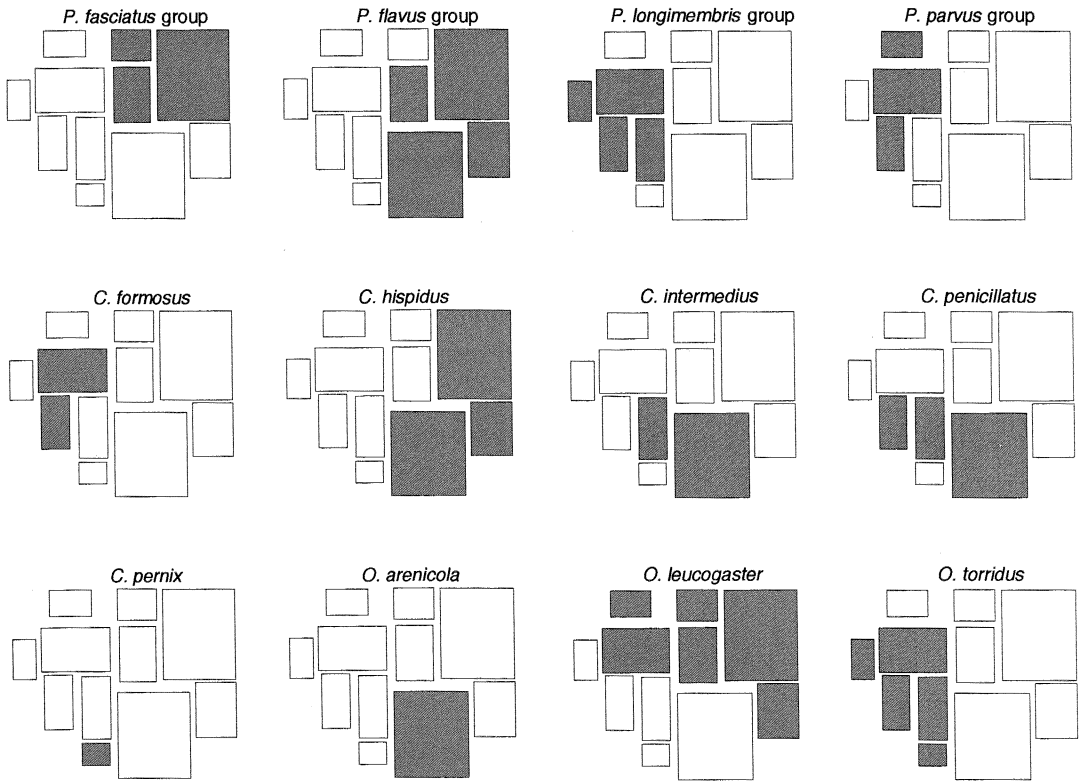 P. fasciatus group
P. flavus group
P. longimembris group
P. parvus group
C. formosus
C. hispidus
C. intermedius
C. penicillatus
C. pernix
O. arenicola
O. leucogaster
O. torridus